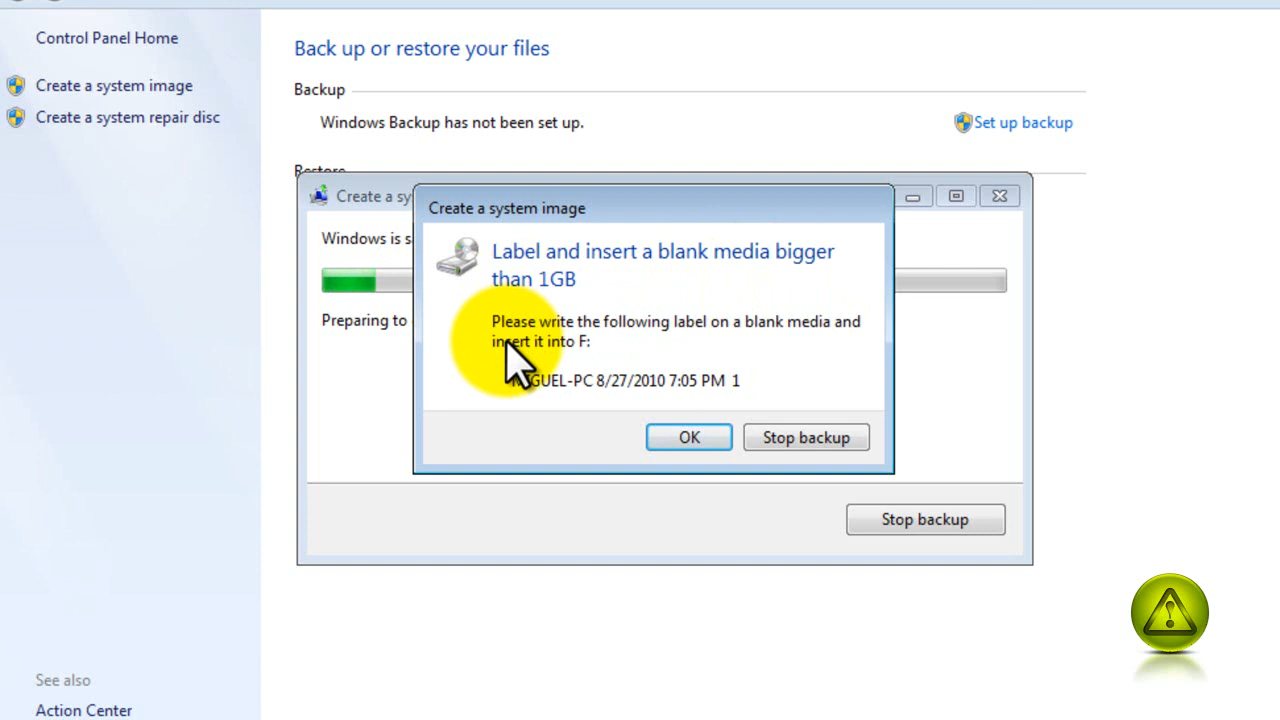 Control Panel Home
Create a system image
Create a system repair disc
Back up or restore your files
Backup
Windows Backup has not been set up.
Set up backup
Restore
Create a sy
Windows is s
Preparing to
Create a system image
Label and insert a blank media bigger
than 1GB
Please write the following label on a blank media and
insert it into F:
GUEL-PC 8/27/2010 7:05 PM 1
OK
Stop backup
Stop backup
See also
Action Center